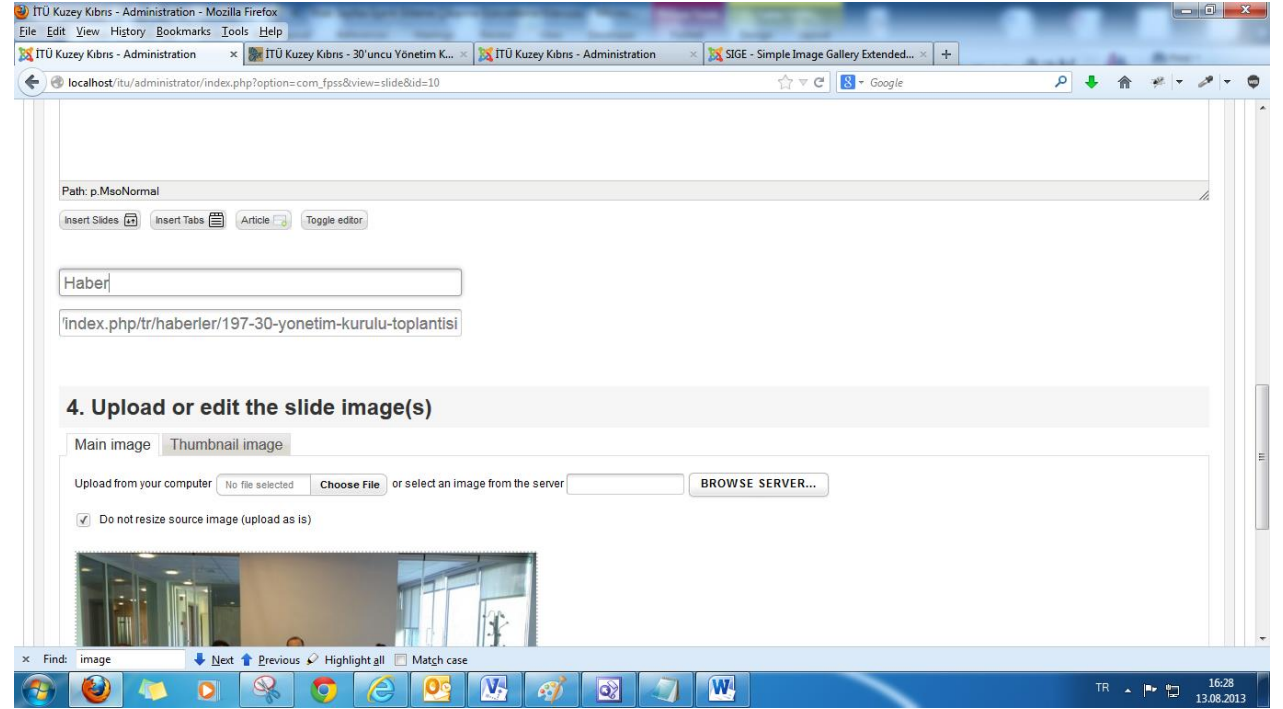 İTÜ Kuzey Kıbrıs - Administration - Mozilla Firefox
File Edit View History Bookmarks Tools Help
İTÜ Kuzey Kıbrıs - Administration × İTÜ Kuzey Kıbrıs - 30'uncu Yönetim K... × İTÜ Kuzey Kıbrıs - Administration × SIGE - Simple Image Gallery Extended... × +
localhost/itu/administrator/index.php?option=com_fpss&view=slide&id=10 Google
Path: p.MsoNormal
Insert Slides Insert Tabs Article Toggle editor
Haber
/index.php/tr/haberler/197-30-yonetim-kurulu-toplantisi
4. Upload or edit the slide image(s)
Main image Thumbnail image
Upload from your computer No file selected Choose File or select an image from the server BROWSE SERVER...
Do not resize source image (upload as is)
× Find: image Next Previous Highlight all Match case
TR 16:28
13.08.2013